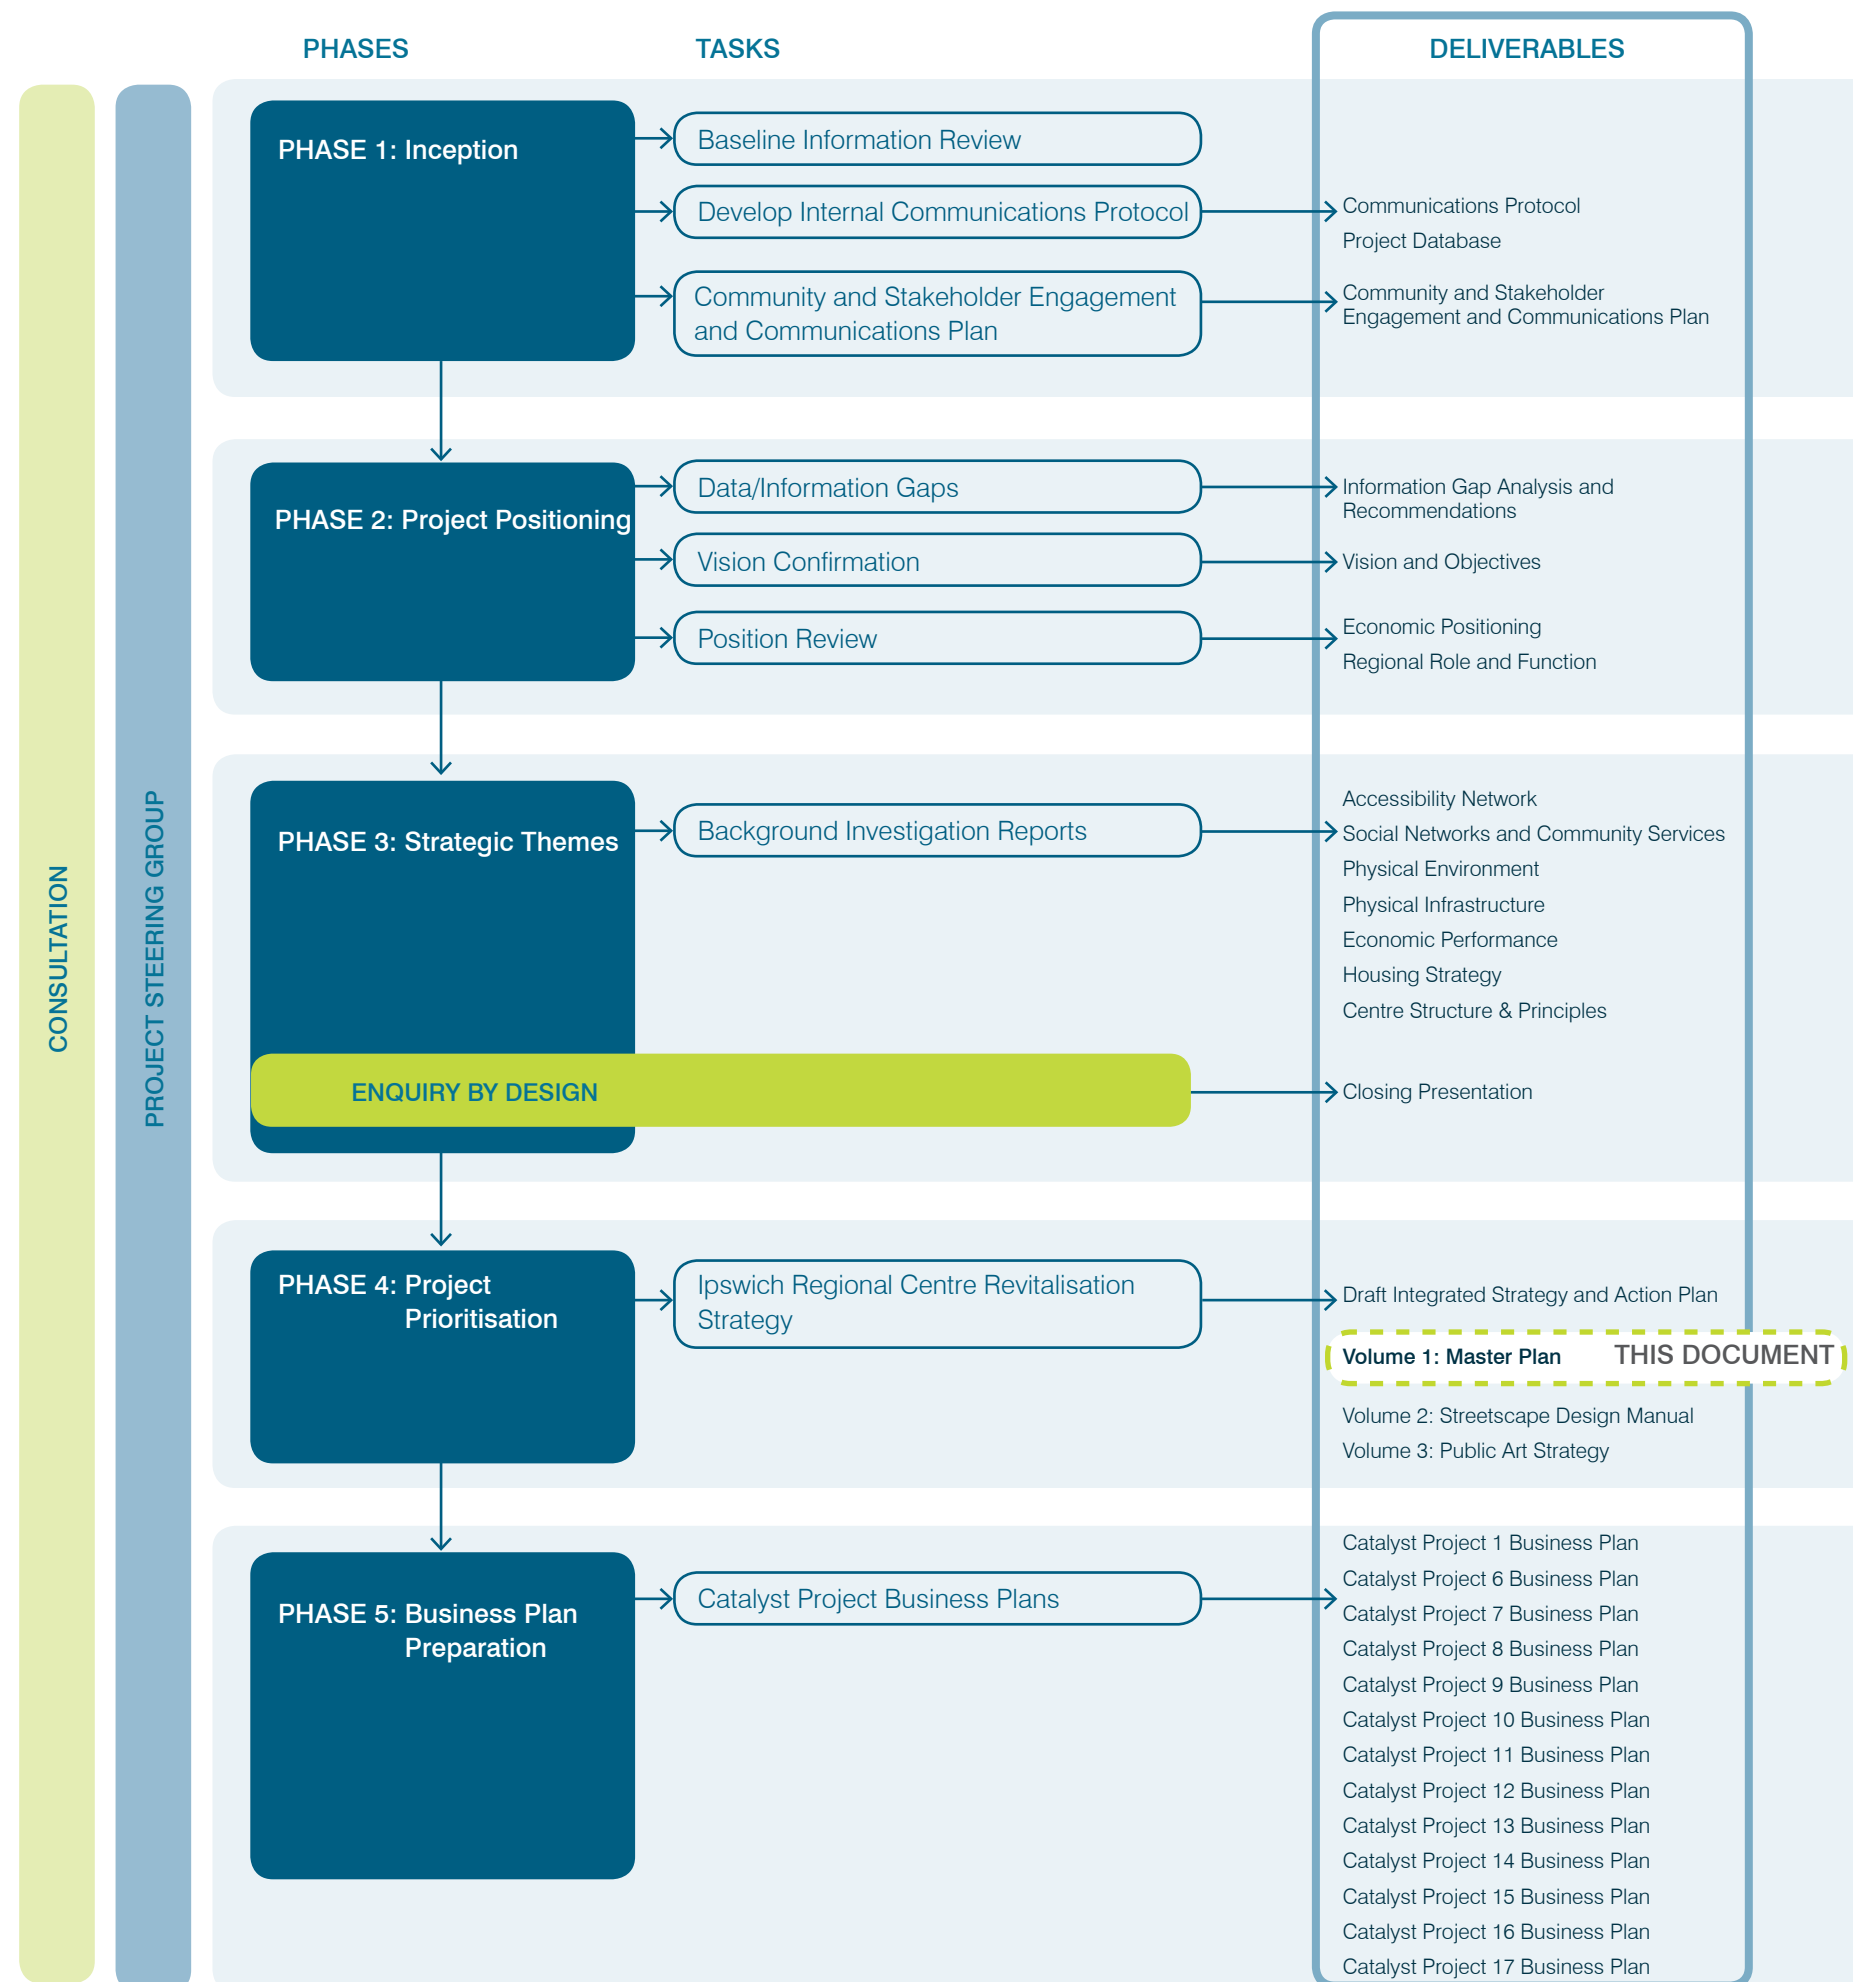 PHASES
TASKS
DELIVERABLES
CONSULTATION
PROJECT STEERING GROUP
PHASE 1: Inception
Baseline Information Review
Develop Internal Communications Protocol
Communications Protocol
Project Database
Community and Stakeholder Engagement
and Communications Plan
Community and Stakeholder
Engagement and Communications Plan
PHASE 2: Project Positioning
Data/Information Gaps
Information Gap Analysis and
Recommendations
Vision Confirmation
Vision and Objectives
Position Review
Economic Positioning
Regional Role and Function
PHASE 3: Strategic Themes
Background Investigation Reports
Accessibility Network
Social Networks and Community Services
Physical Environment
Physical Infrastructure
Economic Performance
Housing Strategy
Centre Structure & Principles
ENQUIRY BY DESIGN
Closing Presentation
PHASE 4: Project
Prioritisation
Ipswich Regional Centre Revitalisation
Strategy
Draft Integrated Strategy and Action Plan
Volume 1: Master Plan THIS DOCUMENT
Volume 2: Streetscape Design Manual
Volume 3: Public Art Strategy
PHASE 5: Business Plan
Preparation
Catalyst Project Business Plans
Catalyst Project 1 Business Plan
Catalyst Project 6 Business Plan
Catalyst Project 7 Business Plan
Catalyst Project 8 Business Plan
Catalyst Project 9 Business Plan
Catalyst Project 10 Business Plan
Catalyst Project 11 Business Plan
Catalyst Project 12 Business Plan
Catalyst Project 13 Business Plan
Catalyst Project 14 Business Plan
Catalyst Project 15 Business Plan
Catalyst Project 16 Business Plan
Catalyst Project 17 Business Plan